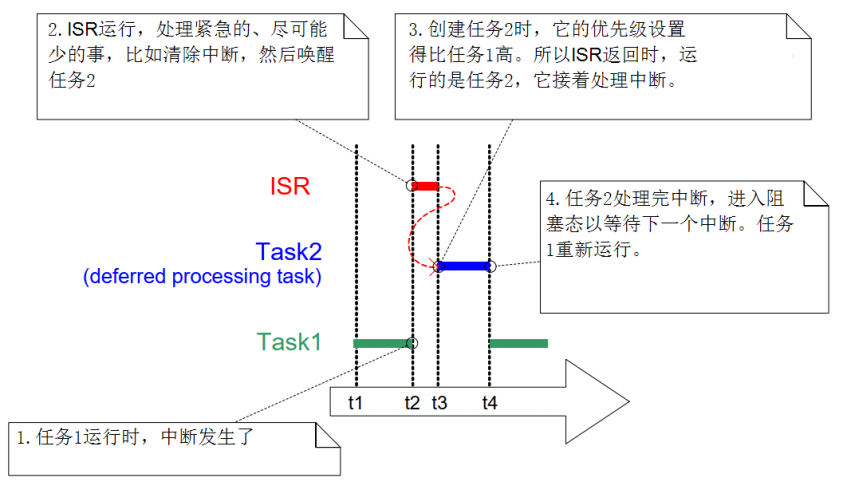 2.ISR运行，处理紧急的、尽可能
少的事，比如清除中断，然后唤醒
任务2
3.创建任务2时，它的优先级设置
得比任务1高。所以ISR返回时，运
行的是任务2，它接着处理中断。
ISR
4.任务2处理完中断，进入阻
塞态以等待下一个中断。任务
1重新运行。
Task2
(deferred processing task)
Task1
t1 t2 t3 t4
1.任务1运行时，中断发生了